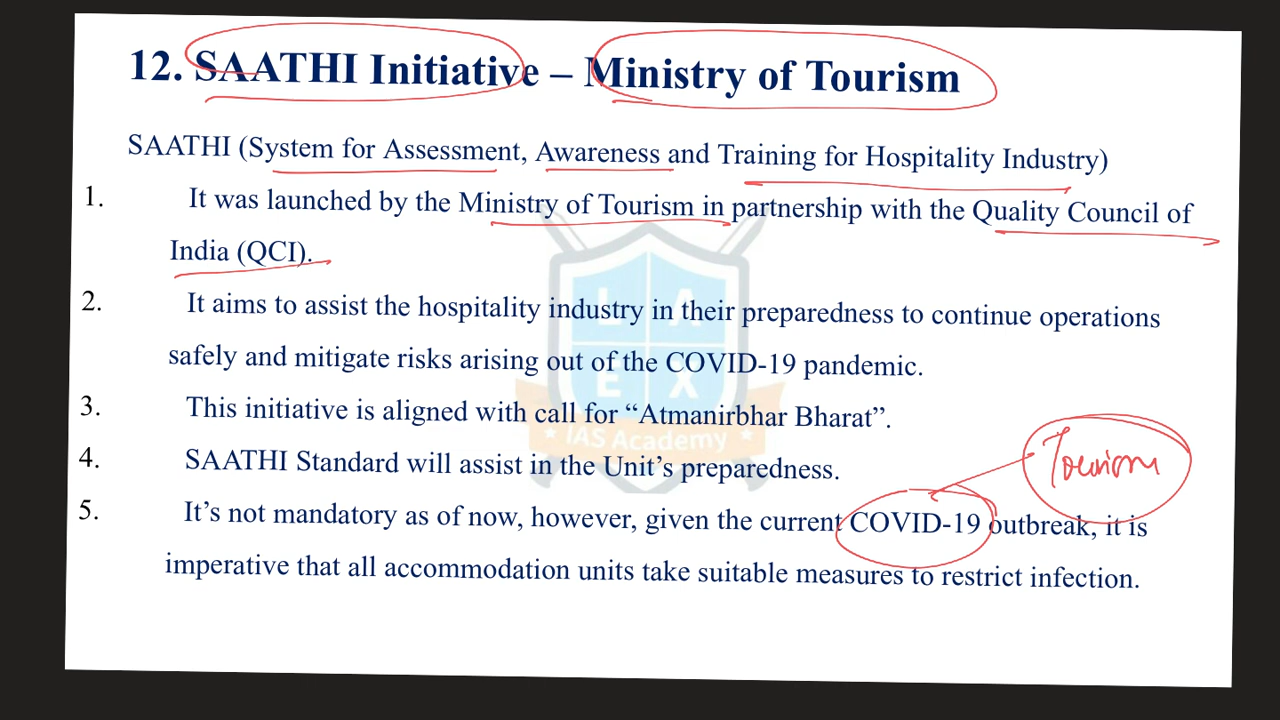 12. SAATHI Initiative – Ministry of Tourism
SAATHI (System for Assessment, Awareness and Training for Hospitality Industry)
1. It was launched by the Ministry of Tourism in partnership with the Quality Council of
India (QCI).
2. It aims to assist the hospitality industry in their preparedness to continue operations
safely and mitigate risks arising out of the COVID-19 pandemic.
3. This initiative is aligned with call for “Atmanirbhar Bharat”.
4. SAATHI Standard will assist in the Unit’s preparedness.
Tourism
5. It’s not mandatory as of now, however, given the current COVID-19 outbreak, it is
imperative that all accommodation units take suitable measures to restrict infection.
L A
E X
IAS Academy